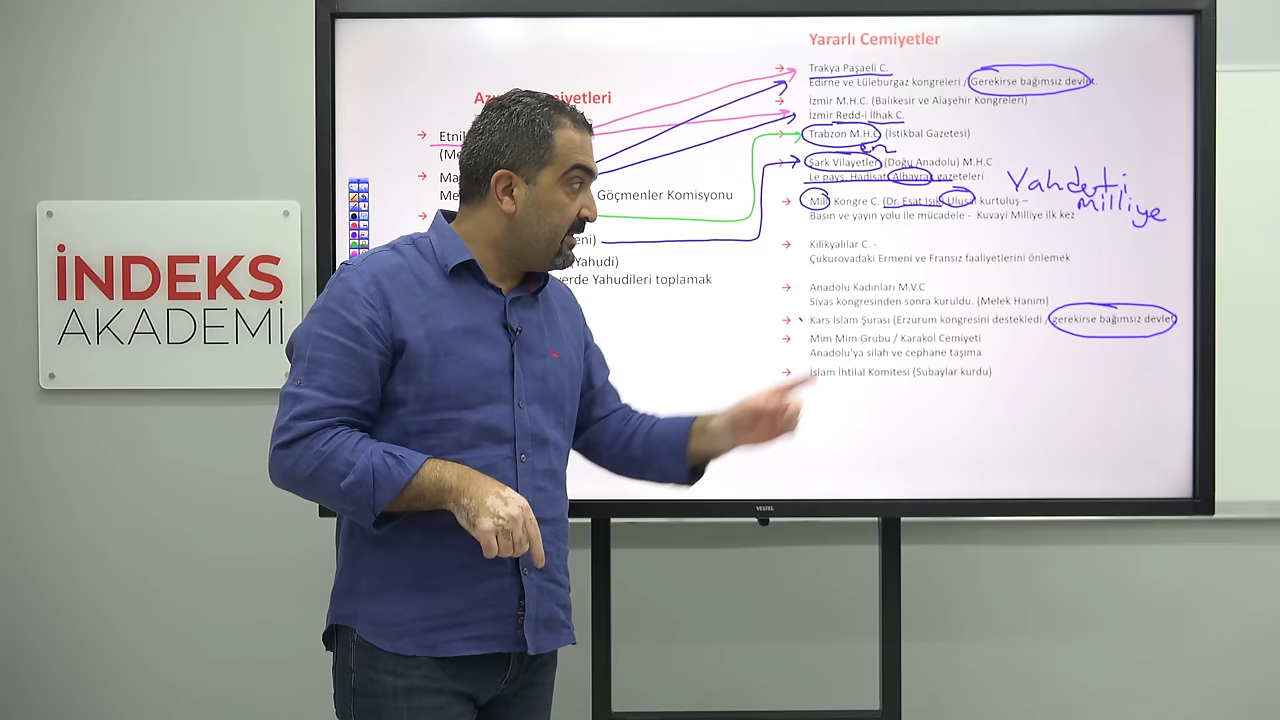 İNDEKS
AKADEMİ
Etnik
Göçmenler Komisyonu
(Yahudi)
yerde Yahudileri toplamak
Yararlı Cemiyetler
Trakya Paşaeli C.
Edirne ve Lüleburgaz kongreleri / Gerekirse bağımsız devlet.
İzmir M.H.C. (Balıkesir ve Alaşehir Kongreleri)
İzmir Redd-i İlhak C.
Trabzon M.H.C (İstikbal Gazetesi)
Şark Vilayetler (Doğu Anadolu) M.H.C
Le pays, Hadisat, Albayrak gazeteleri
Milli Kongre C. (Dr. Esat Işık) Ulusal kurtuluş –
Basın ve yayın yolu ile mücadele - Kuvayi Milliye ilk kez
Vahdeti
Milliye
Kilikyalılar C. -
Çukurovadaki Ermeni ve Fransız faaliyetlerini önlemek
Anadolu Kadınları M.V.C
Sivas kongresinden sonra kuruldu. (Melek Hanım)
Kars İslam Şurası (Erzurum kongresini destekledi / gerekirse bağımsız devlet
Mim Mim Grubu / Karakol Cemiyeti
Anadolu'ya silah ve cephane taşıma
İslam İhtilal Komitesi (Subaylar kurdu)
VESTEL